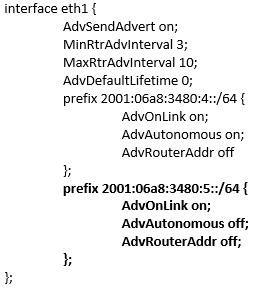 interface eth1 {
AdvSendAdvert on;
MinRtrAdvInterval 3;
MaxRtrAdvInterval 10;
AdvDefaultLifetime 0;
prefix 2001:06a8:3480:4::/64 {
AdvOnLink on;
AdvAutonomous on;
AdvRouterAddr off
};
prefix 2001:06a8:3480:5::/64 {
AdvOnLink on;
AdvAutonomous off;
AdvRouterAddr off;
};
};